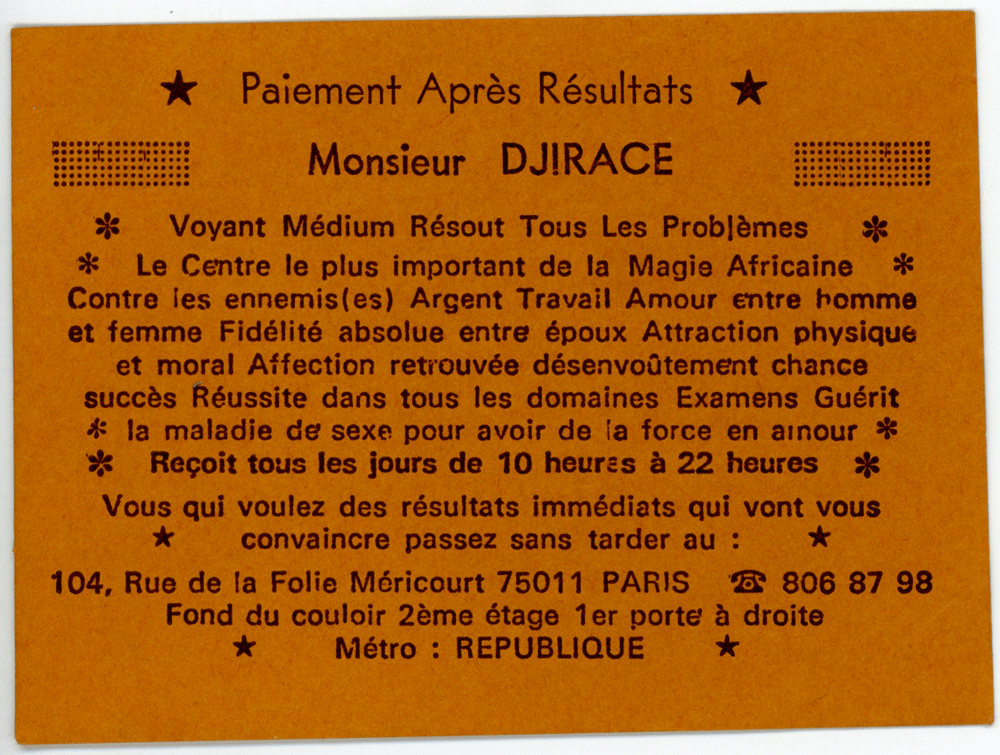 ★ Paiement Après Résultats ★
Monsieur DJIRACE
* Voyant Médium Résout Tous Les Problèmes *
* Le Centre le plus important de la Magie Africaine *
Contre les ennemis(es) Argent Travail Amour entre homme
et femme Fidélité absolue entre époux Attraction physique
et moral Affection retrouvée désenvoûtement chance
succès Réussite dans tous les domaines Examens Guérit
* la maladie de sexe pour avoir de la force en amour *
* Reçoit tous les jours de 10 heures à 22 heures *
Vous qui voulez des résultats immédiats qui vont vous
★ convaincre passez sans tarder au : ★
104, Rue de la Folie Méricourt 75011 PARIS ☎ 806 87 98
Fond du couloir 2ème étage 1er porte à droite
★ Métro : REPUBLIQUE ★